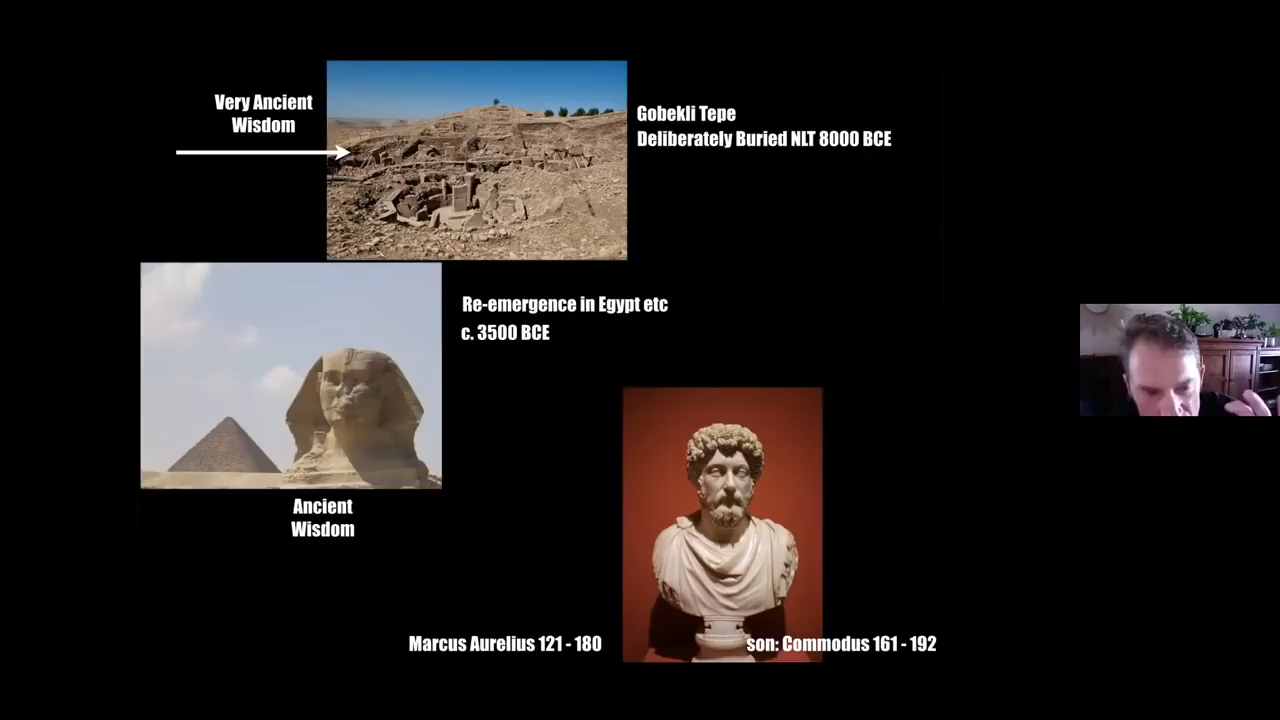 Very Ancient
Wisdom
Gobekli Tepe
Deliberately Buried NLT 8000 BCE
Re-emergence in Egypt etc
c. 3500 BCE
Ancient
Wisdom
Marcus Aurelius 121 - 180
son: Commodus 161 - 192